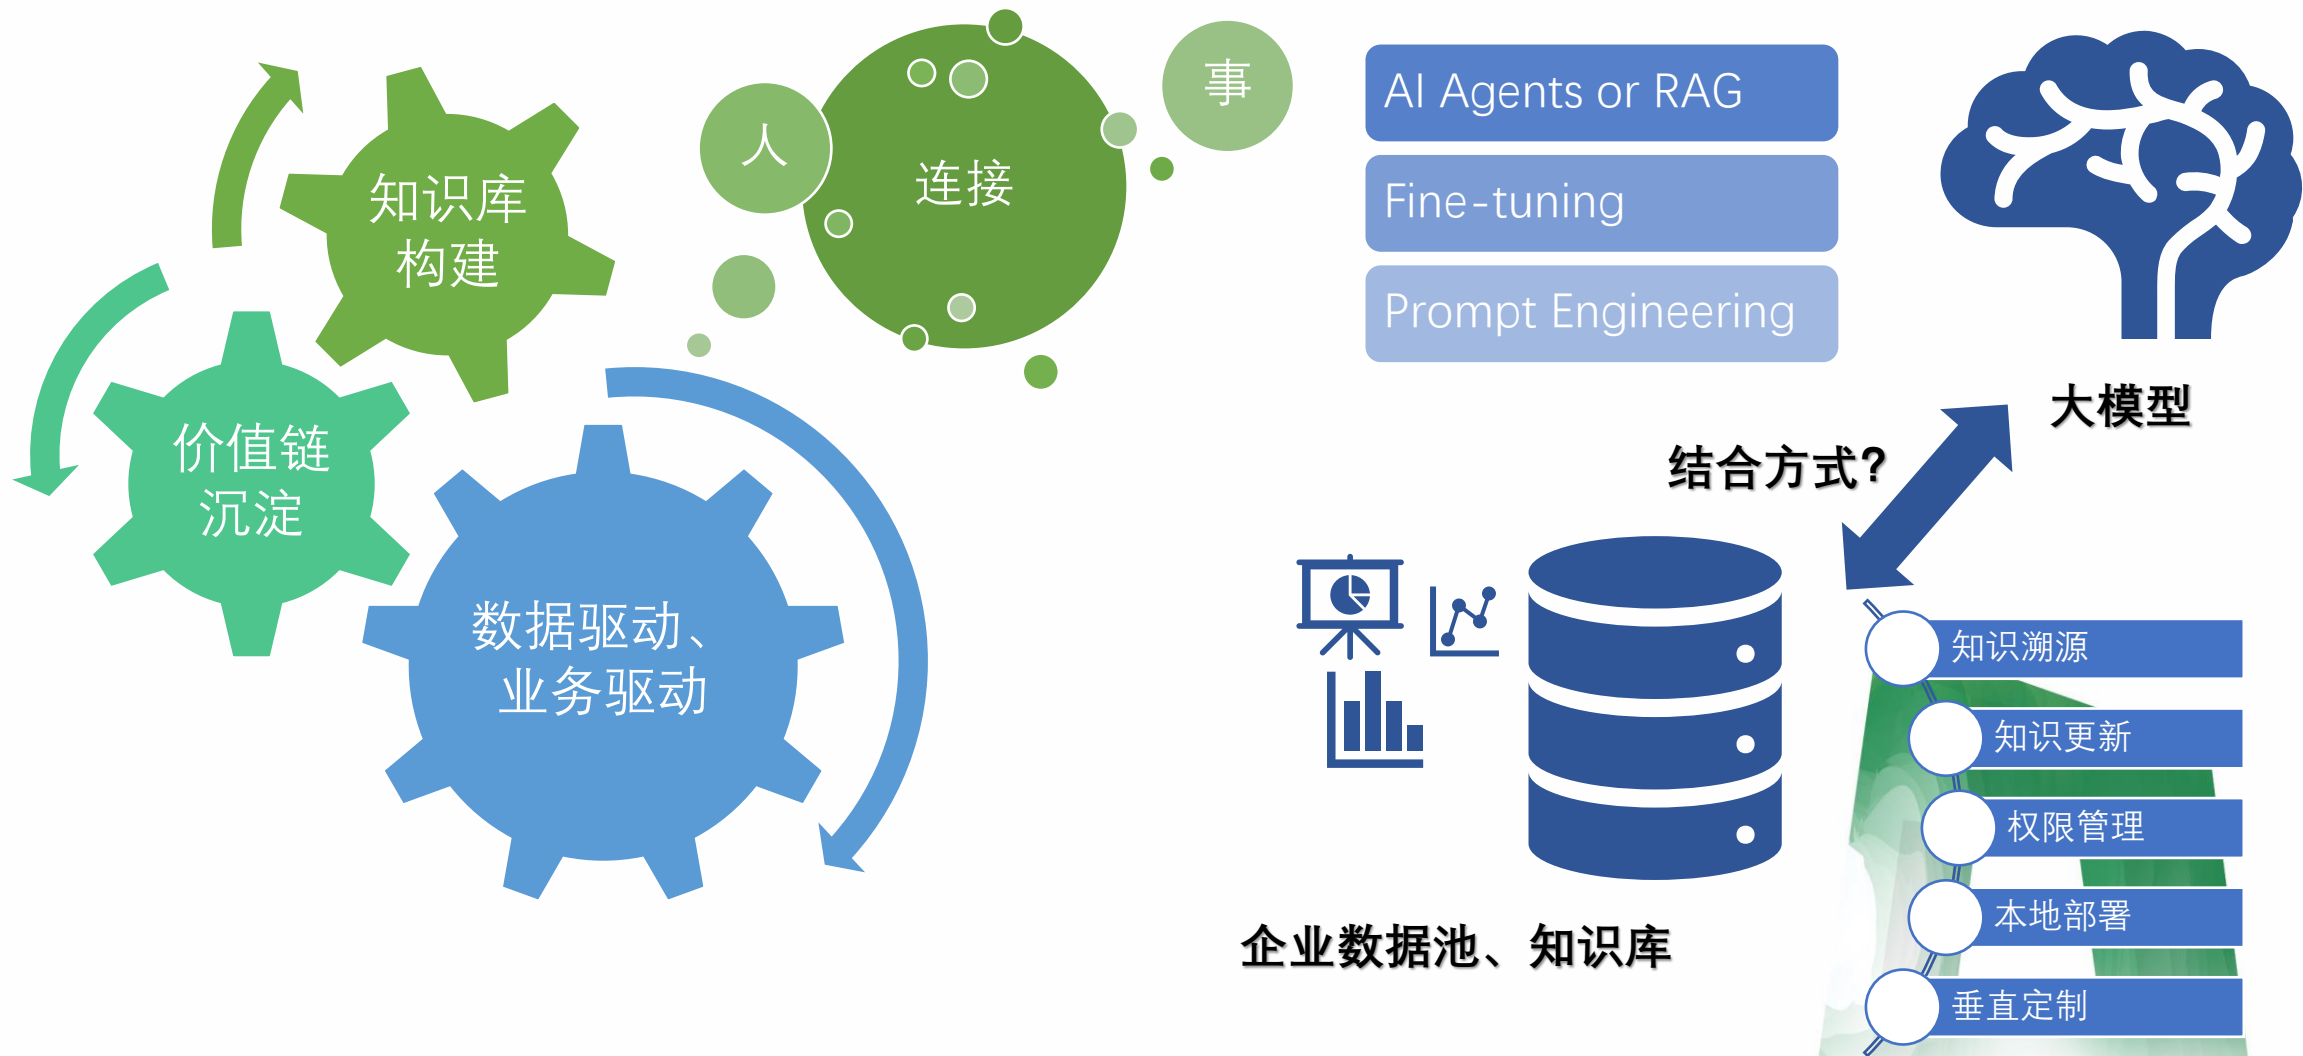 知识库
构建
价值链
沉淀
数据驱动、
业务驱动
人
连接
事
AI Agents or RAG
Fine-tuning
Prompt Engineering
大模型
结合方式?
企业数据池、知识库
知识溯源
知识更新
权限管理
本地部署
垂直定制